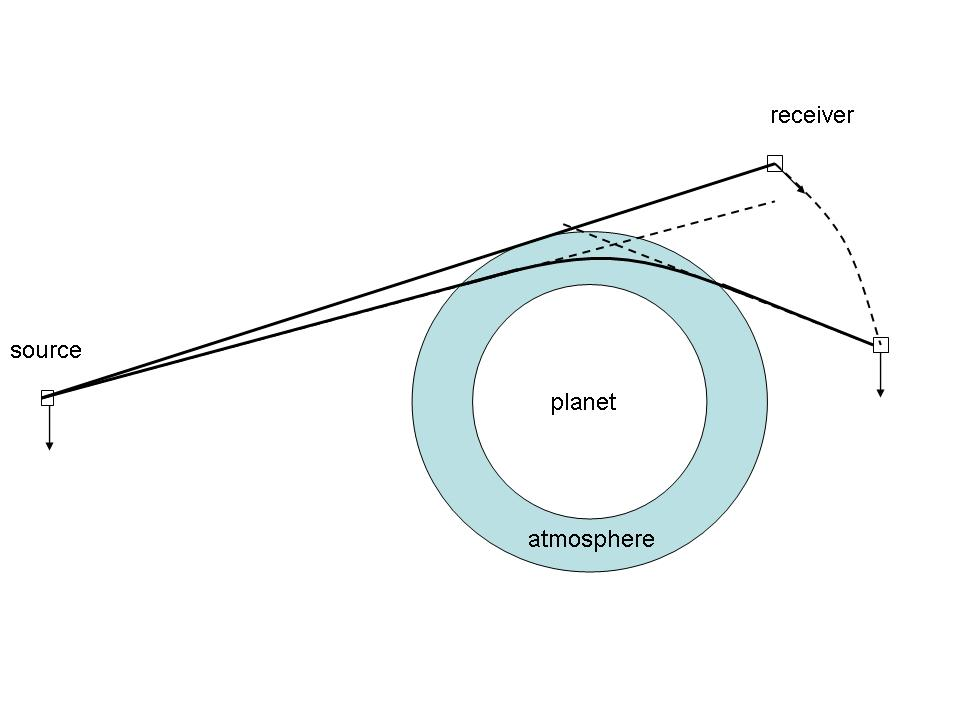 receiver
source
planet
atmosphere